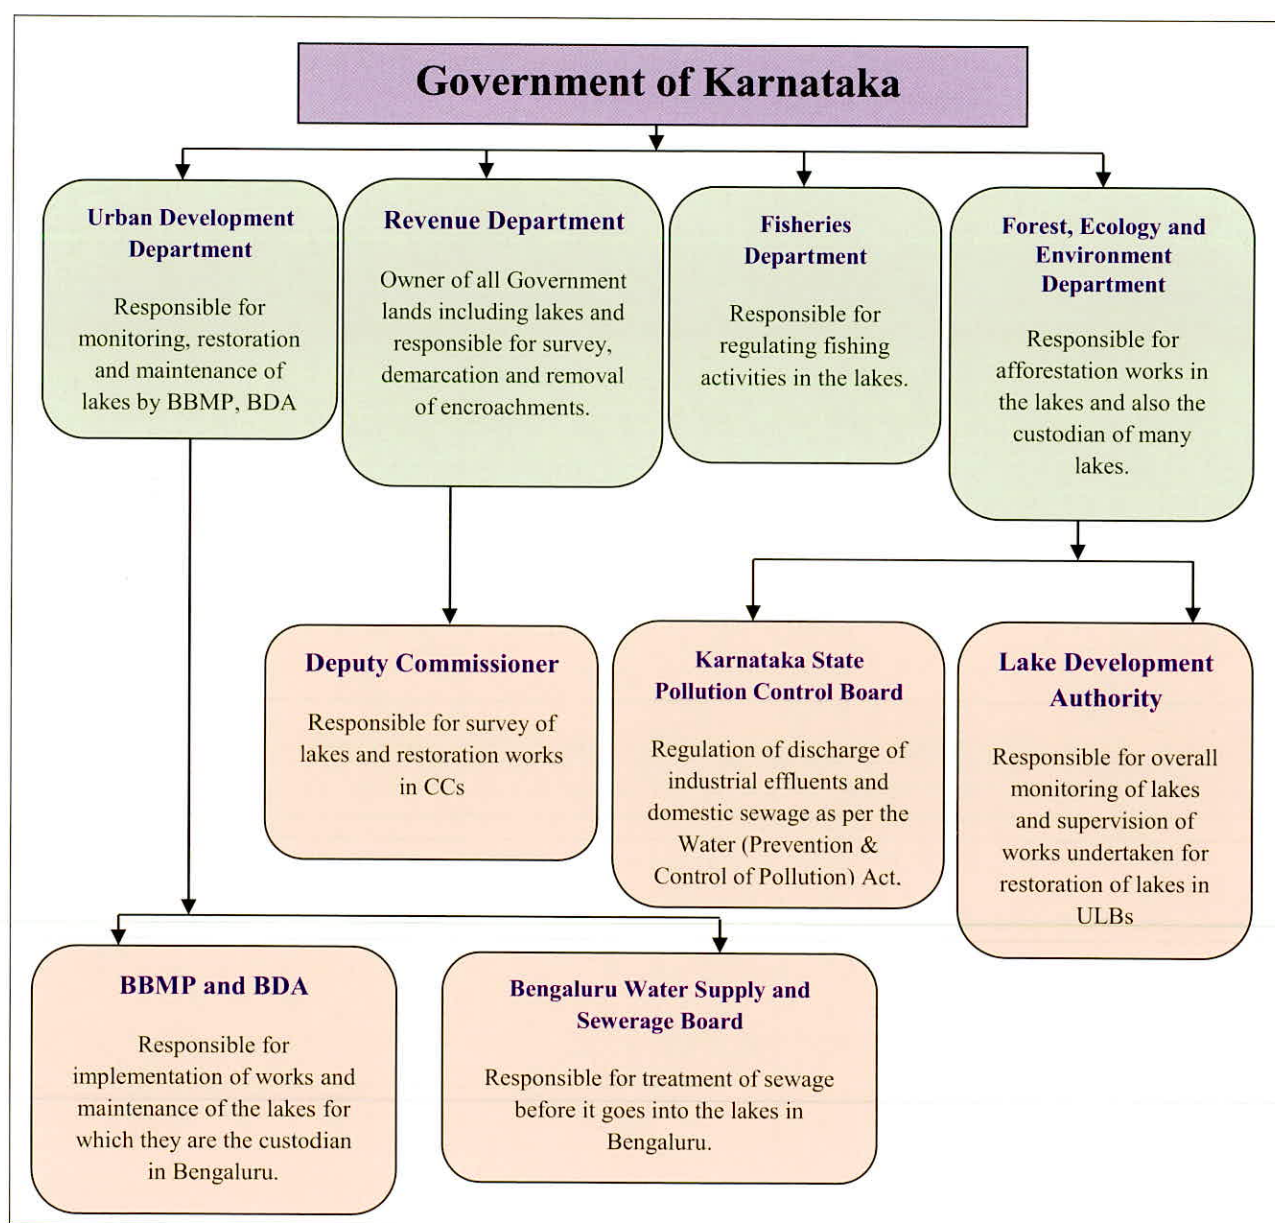 Government of Karnataka
Urban Development
Department
Responsible for
monitoring, restoration
and maintenance of
lakes by BBMP, BDA
Revenue Department
Owner of all Government
lands including lakes and
responsible for survey,
demarcation and removal
of encroachments.
Fisheries
Department
Responsible for
regulating fishing
activities in the lakes.
Forest, Ecology and
Environment
Department
Responsible for
afforestation works in
the lakes and also the
custodian of many
lakes.
Deputy Commissioner
Responsible for survey of
lakes and restoration works
in CCs
Karnataka State
Pollution Control Board
Regulation of discharge of
industrial effluents and
domestic sewage as per the
Water (Prevention &
Control of Pollution) Act.
Lake Development
Authority
Responsible for overall
monitoring of lakes
and supervision of
works undertaken for
restoration of lakes in
ULBs
BBMP and BDA
Responsible for
implementation of works and
maintenance of the lakes for
which they are the custodian
in Bengaluru.
Bengaluru Water Supply and
Sewerage Board
Responsible for treatment of sewage
before it goes into the lakes in
Bengaluru.